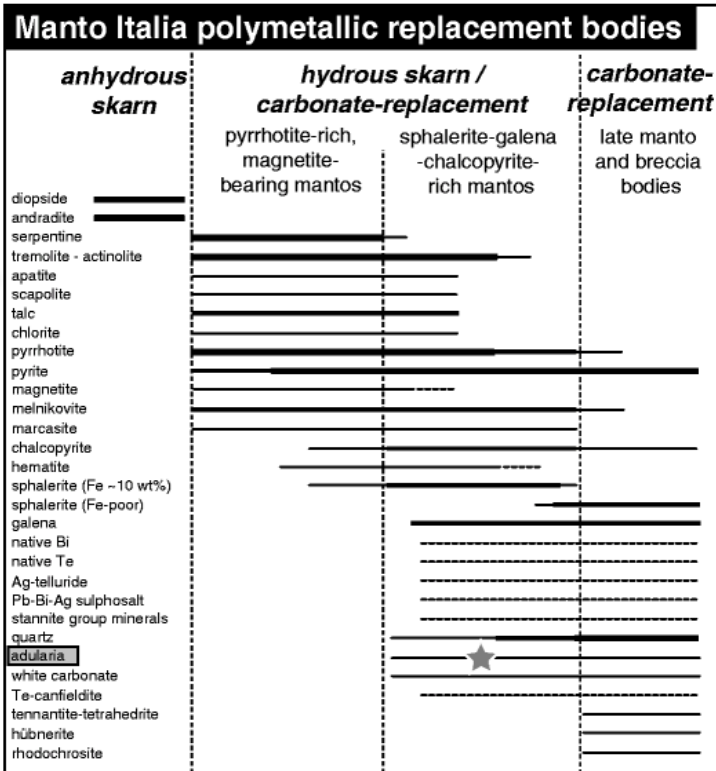 Manto Italia polymetallic replacement bodies
anhydrous
skarn
hydrous skarn /
carbonate-replacement
carbonate-
replacement
pyrrhotite-rich,
magnetite-
bearing mantos
sphalerite-galena
-chalcopyrite-
rich mantos
late manto
and breccia
bodies
diopside
andradite
serpentine
tremolite - actinolite
apatite
scapolite
talc
chlorite
pyrrhotite
pyrite
magnetite
melnikovite
marcasite
chalcopyrite
hematite
sphalerite (Fe ~10 wt%)
sphalerite (Fe-poor)
galena
native Bi
native Te
Ag-telluride
Pb-Bi-Ag sulphosalt
stannite group minerals
quartz
adularia
white carbonate
Te-canfieldite
tennantite-tetrahedrite
hübnerite
rhodochrosite